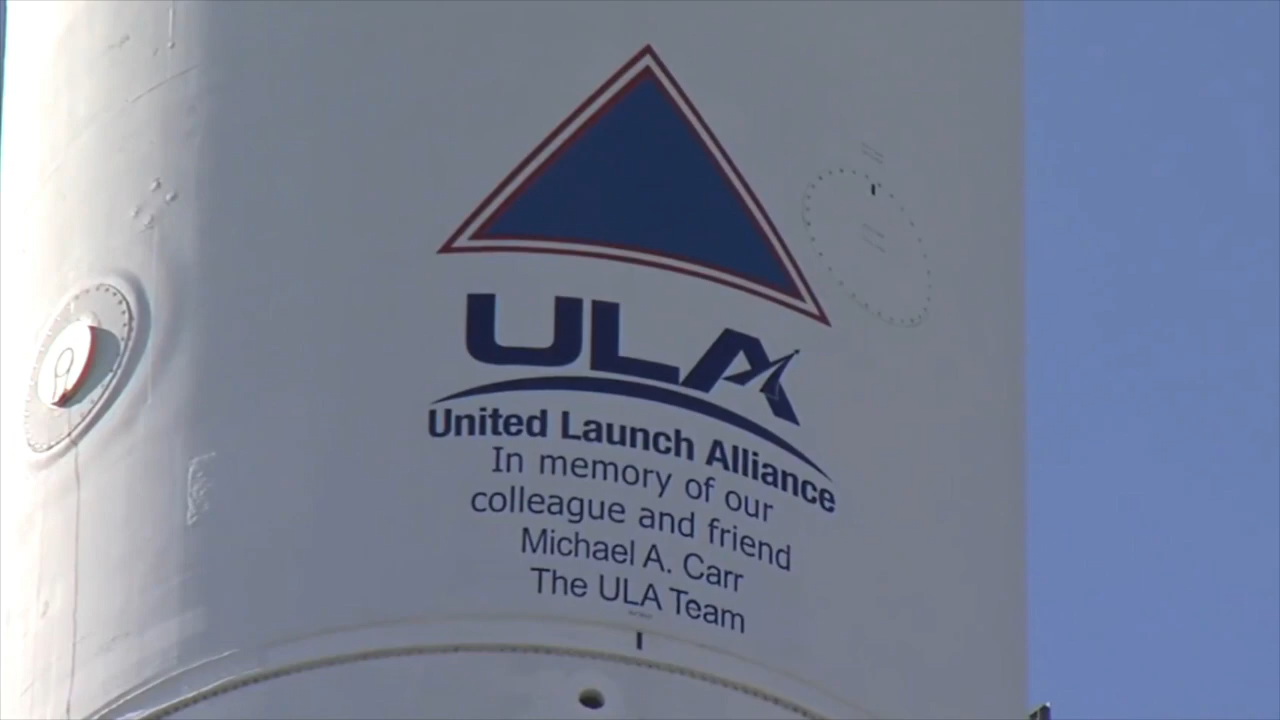 ULA
United Launch Alliance
In memory of our
colleague and friend
Michael A. Carr
The ULA Team